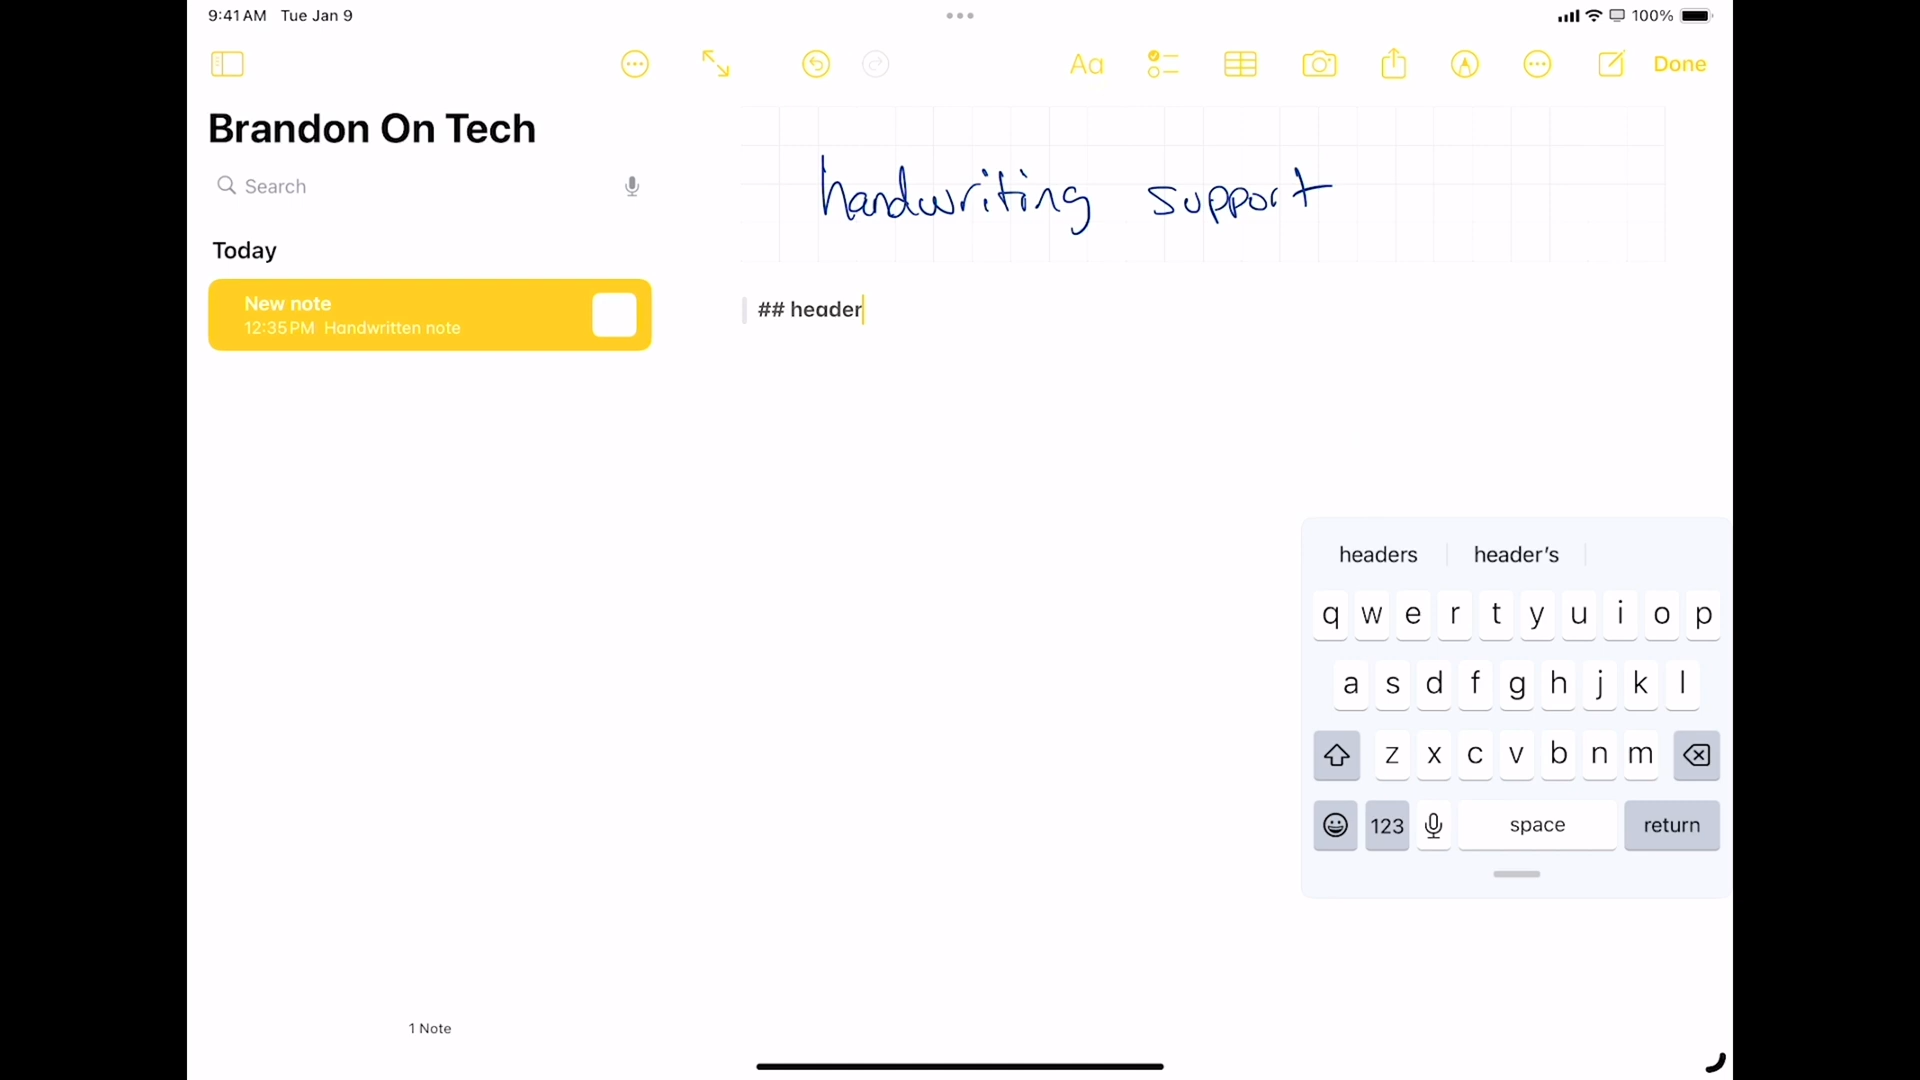 9:41 AM Tue Jan 9
100%
Aa
Done
Brandon On Tech
Search
Today
New note
12:35 PM Handwritten note
handwriting support
## header
headers header’s
q w e r t y u i o p
a s d f g h j k l
z x c v b n m
123 space return
1 Note